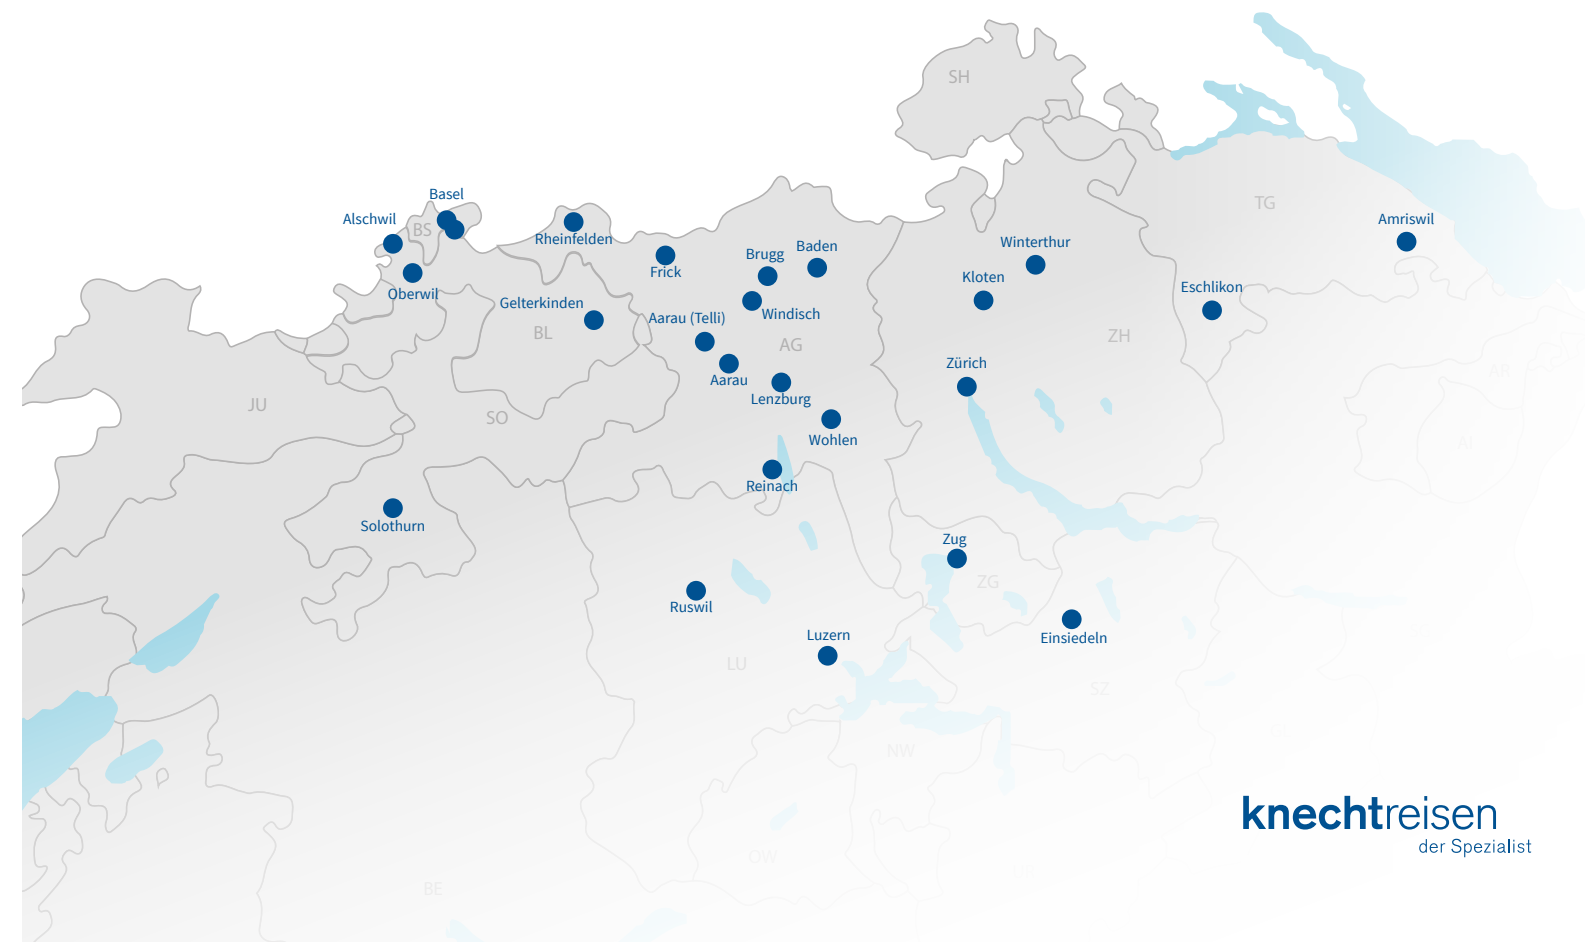 SH
Basel
TG
Alschwil
BS
Amriswil
Rheinfelden
Winterthur
Baden
Brugg
Frick
Kloten
Eschlikon
Oberwil
Gelterkinden
Windisch
Aarau (Telli)
BL
ZH
AG
Zürich
AR
Aarau
Lenzburg
JU
SO
Wohlen
AI
Reinach
Solothurn
Zug
ZG
Ruswil
Luzern
Einsiedeln
LU
SZ
NW
knechtreisen
der Spezialist
OW
BE